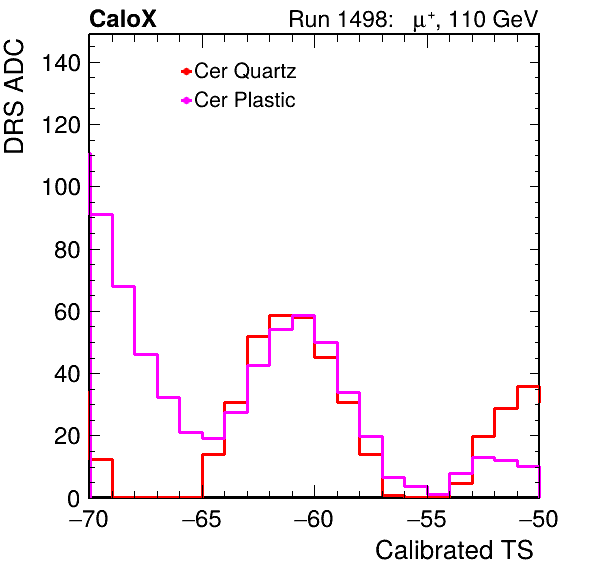 CaloX Run 1498: μ⁺, 110 GeV
DRS ADC
Cer Quartz
Cer Plastic
140
120
100
80
60
40
20
0
−70 −65 −60 −55 −50
Calibrated TS